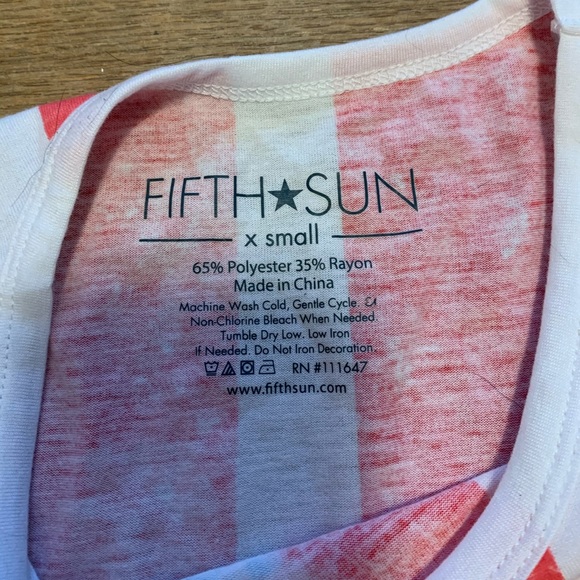 FIFTH★SUN
x small
65% Polyester 35% Rayon
Made in China
Machine Wash Cold, Gentle Cycle. CA
Non-Chlorine Bleach When Needed.
Tumble Dry Low. Low Iron
If Needed. Do Not Iron Decoration.
RN #111647
www.fifthsun.com